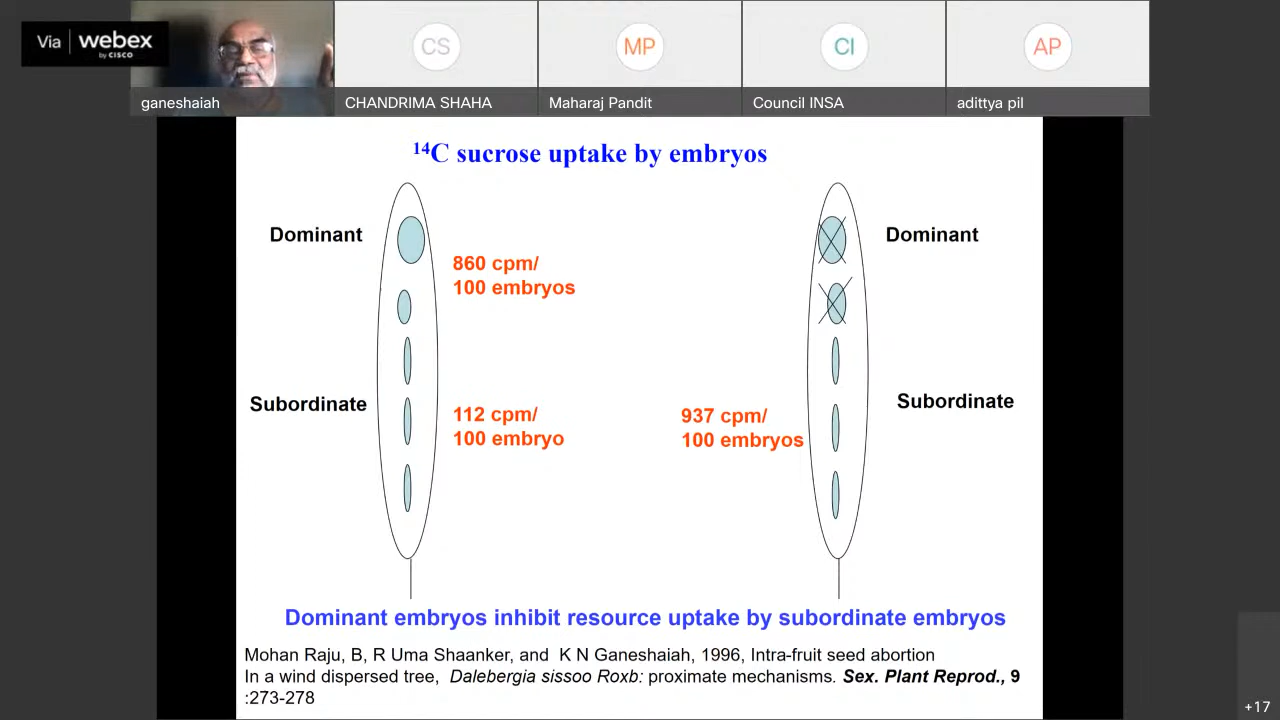 Via webex
by CISCO
CS
MP
CI
AP
ganeshaiah
CHANDRIMA SHAHA
Maharaj Pandit
Council INSA
adittya pil
¹⁴C sucrose uptake by embryos
Dominant
860 cpm/
100 embryos
Subordinate
112 cpm/
100 embryo
Dominant
937 cpm/
100 embryos
Subordinate
Dominant embryos inhibit resource uptake by subordinate embryos
Mohan Raju, B, R Uma Shaanker, and K N Ganeshaiah, 1996, Intra-fruit seed abortion
In a wind dispersed tree, Dalebergia sissoo Roxb: proximate mechanisms. Sex. Plant Reprod., 9
:273-278
+17